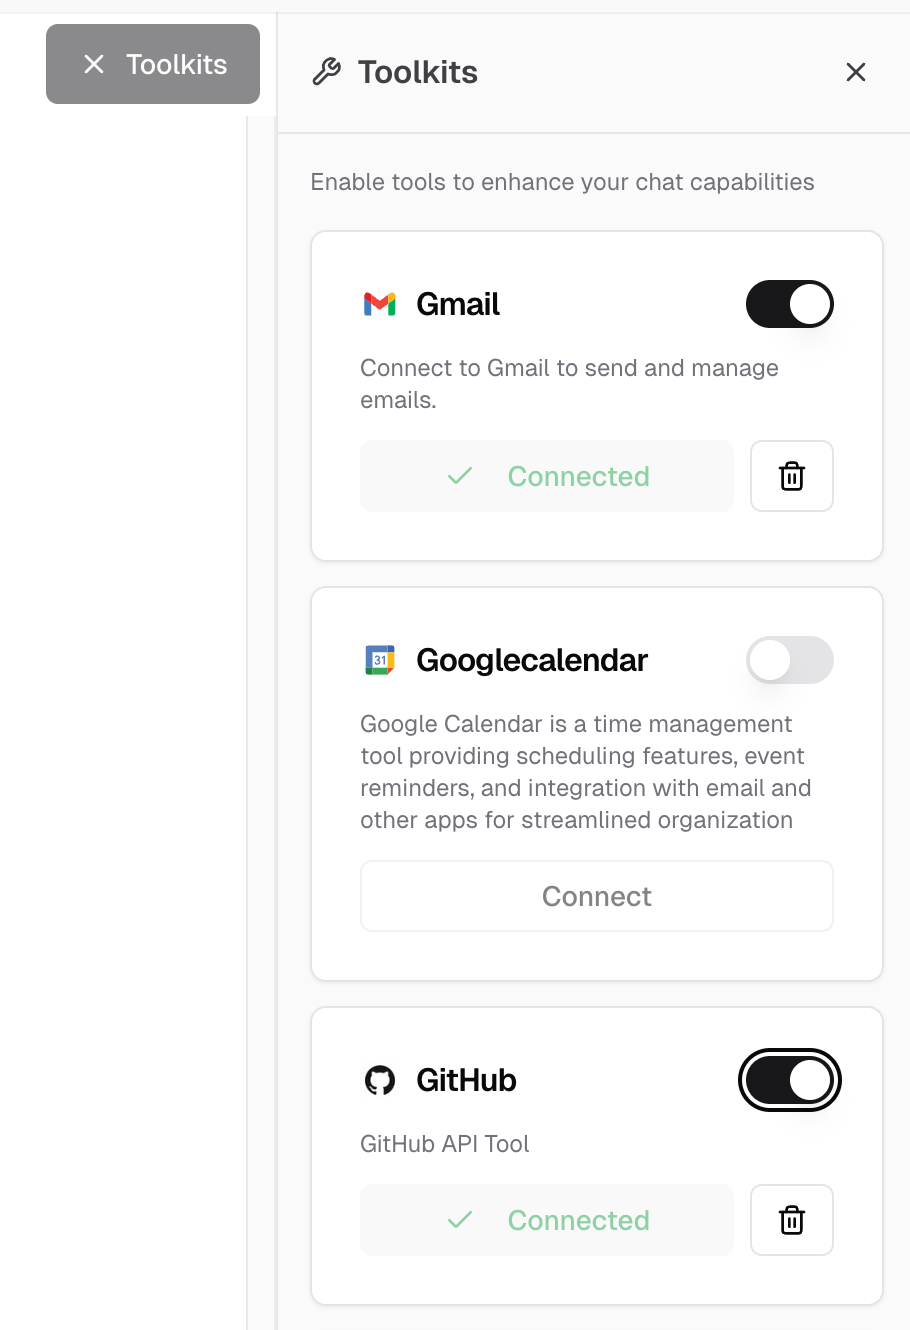 Toolkits
Toolkits
Enable tools to enhance your chat capabilities
Gmail
Connect to Gmail to send and manage
emails.
Connected
31
Googlecalendar
Google Calendar is a time management
tool providing scheduling features, event
reminders, and integration with email and
other apps for streamlined organization
Connect
GitHub
GitHub API Tool
Connected